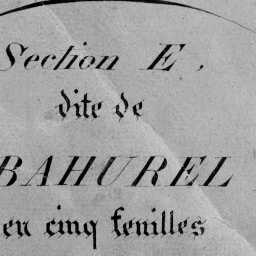 Section E,
dite de
BAHUREL
en cinq feuilles